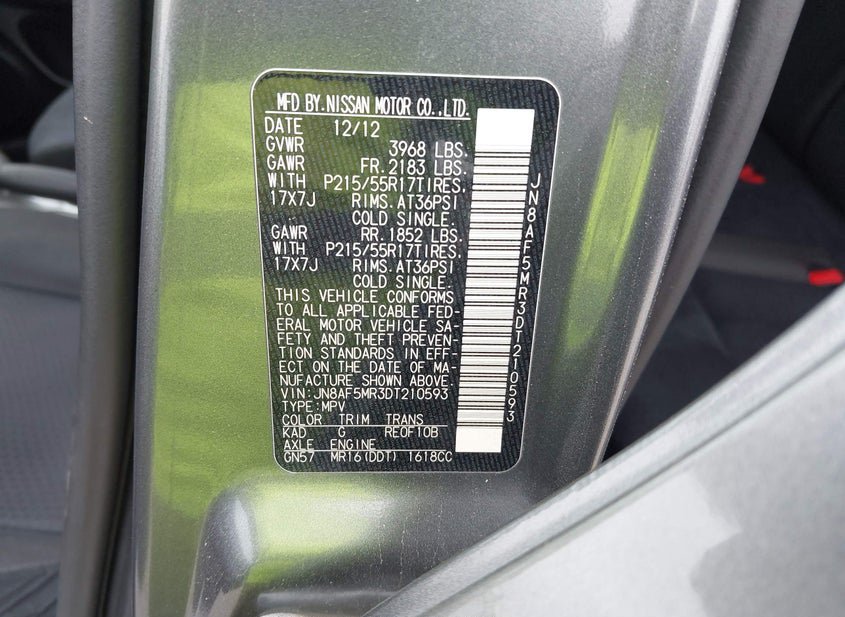 MFD BY.NISSAN MOTOR CO.,LTD.
DATE 12/12
GVWR 3968 LBS.
GAWR FR.2183 LBS.
WITH P215/55R17TIRES,
17X7J RIMS.AT36PSI
COLD SINGLE.
GAWR RR.1852 LBS.
WITH P215/55R17TIRES,
17X7J RIMS.AT36PSI
COLD SINGLE.
THIS VEHICLE CONFORMS
TO ALL APPLICABLE FED-
ERAL MOTOR VEHICLE SA-
FETY AND THEFT PREVEN-
TION STANDARDS IN EFF-
ECT ON THE DATE OF MA-
NUFACTURE SHOWN ABOVE.
VIN:JN8AF5MR3DT210593
TYPE:MPV
COLOR TRIM TRANS
KAD G RE0F10B
AXLE ENGINE
GN57 MR16(DDT) 1618CC
JN8AF5MR3DT210593